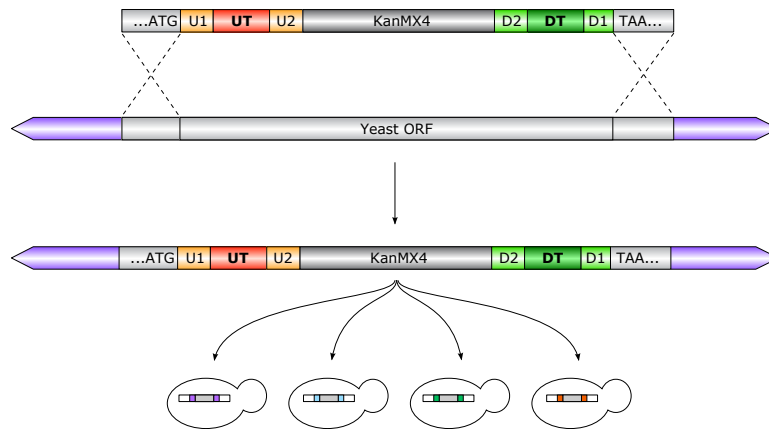 ...ATG U1 UT U2 KanMX4 D2 DT D1 TAA...
Yeast ORF
...ATG U1 UT U2 KanMX4 D2 DT D1 TAA...